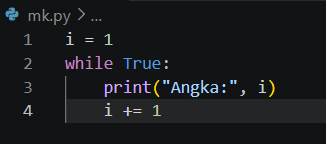 mk.py > ...
1 i = 1
2 while True:
3     print("Angka:", i)
4     i += 1